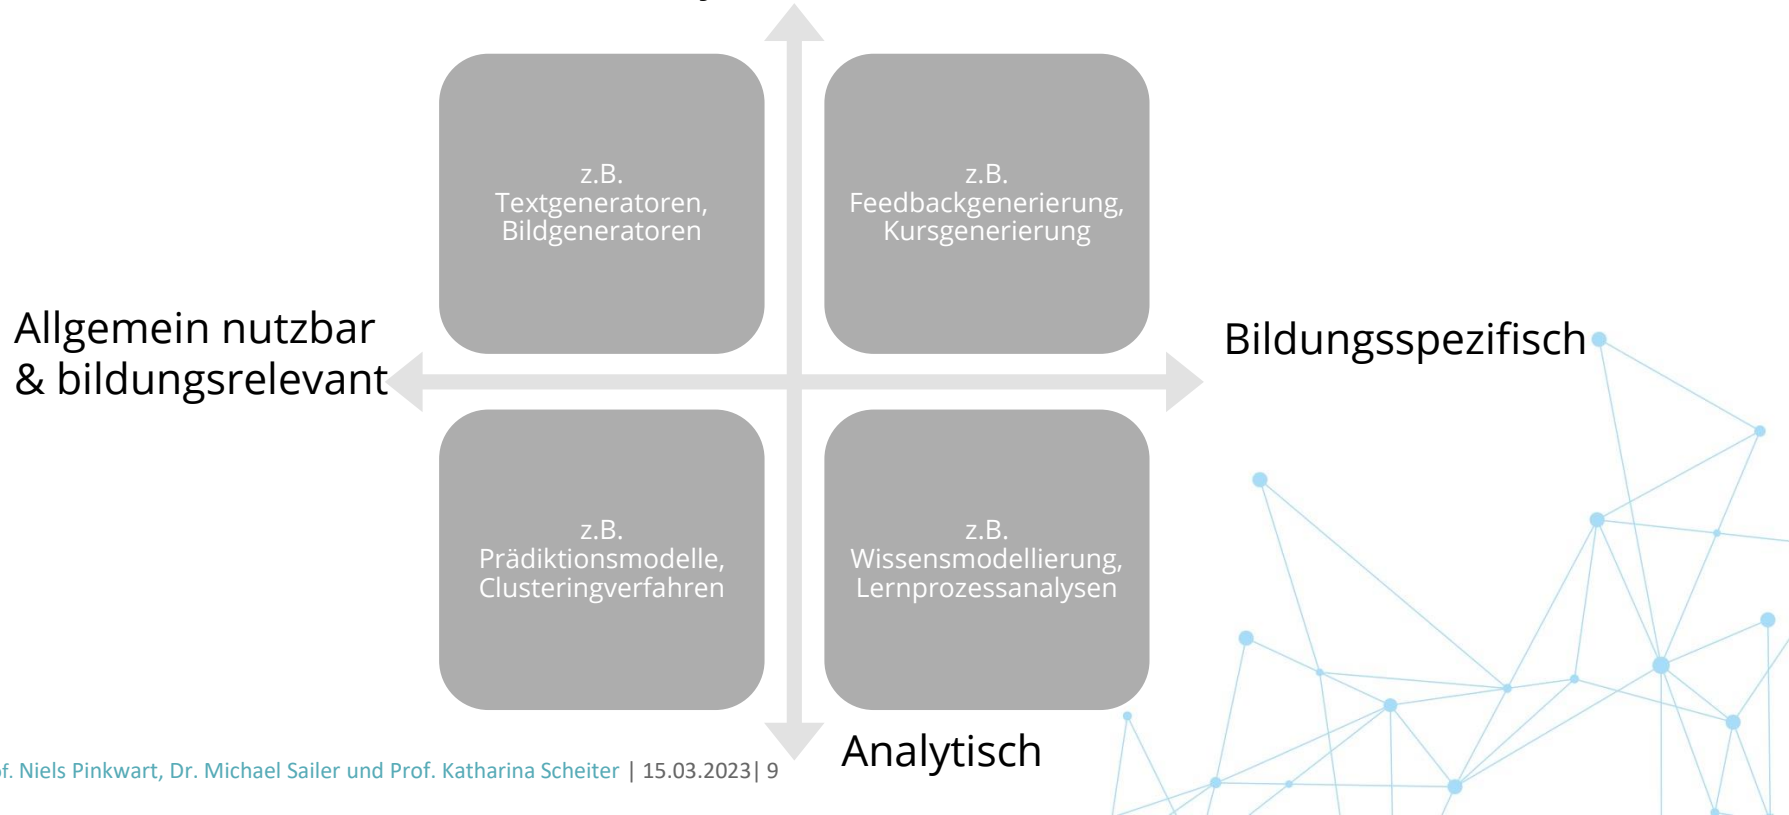 z.B.
Textgeneratoren,
Bildgeneratoren
z.B.
Feedbackgenerierung,
Kursgenerierung
Allgemein nutzbar
& bildungsrelevant
Bildungsspezifisch
z.B.
Prädiktionsmodelle,
Clusteringverfahren
z.B.
Wissensmodellierung,
Lernprozessanalysen
Analytisch
Niels Pinkwart, Dr. Michael Sailer und Prof. Katharina Scheiter | 15.03.2023| 9